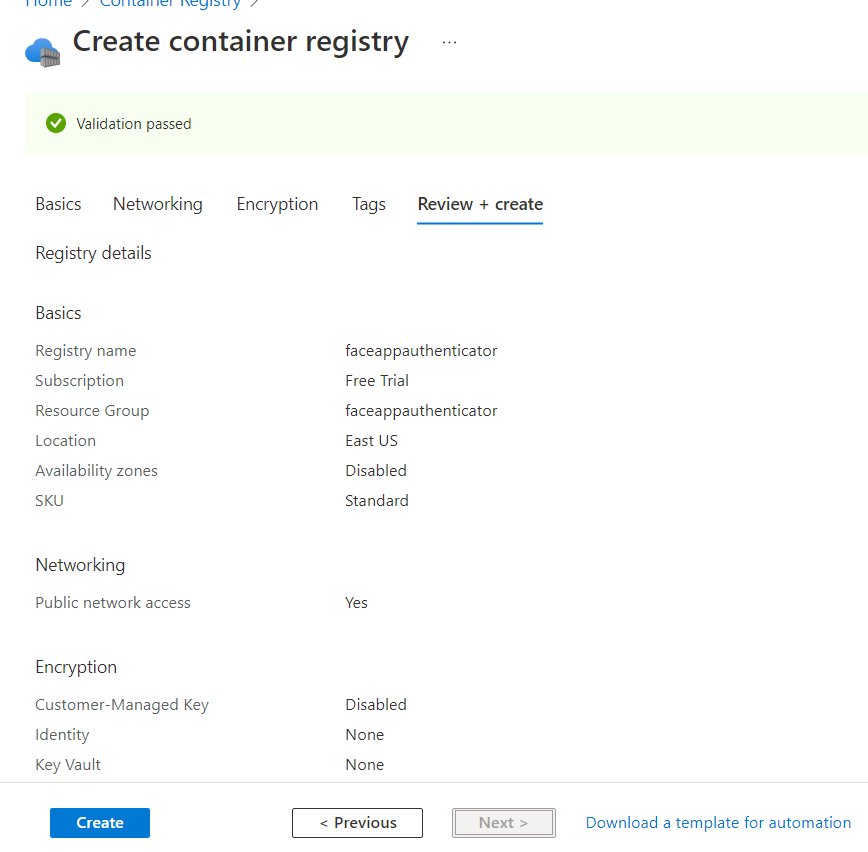 Home > Container Registry >
Create container registry ...
Validation passed
Basics Networking Encryption Tags Review + create
Registry details
Basics
Registry name faceappauthenticator
Subscription Free Trial
Resource Group faceappauthenticator
Location East US
Availability zones Disabled
SKU Standard
Networking
Public network access Yes
Encryption
Customer-Managed Key Disabled
Identity None
Key Vault None
Create < Previous Next > Download a template for automation